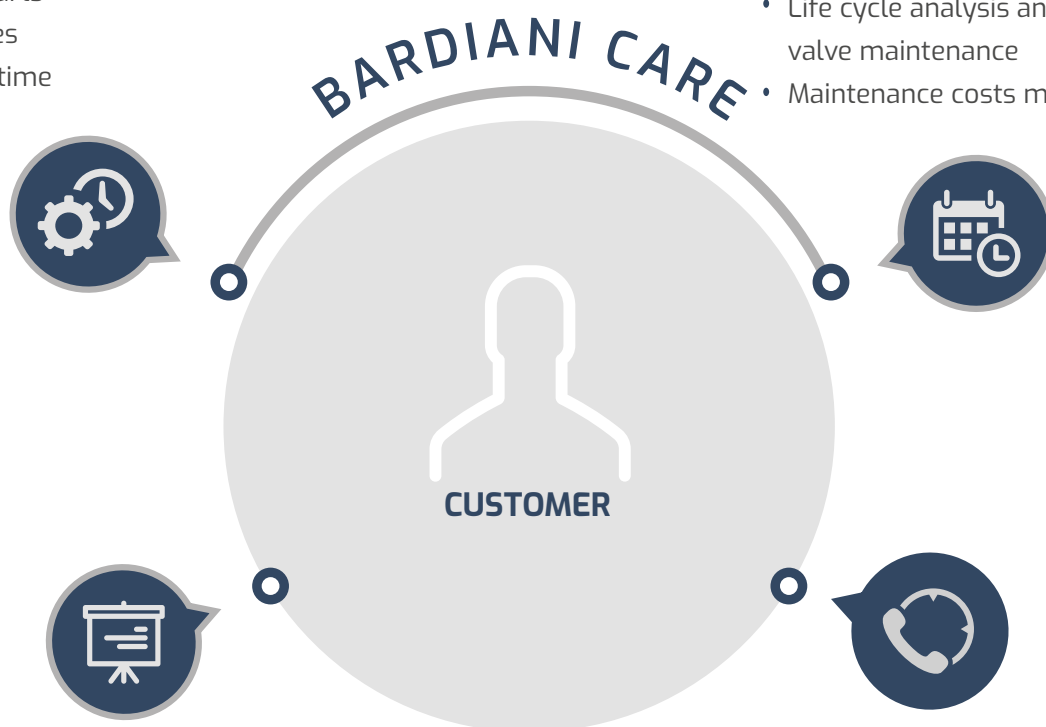 es
time
BARDIANI CARE
• Life cycle analysis an
valve maintenance
• Maintenance costs m
CUSTOMER